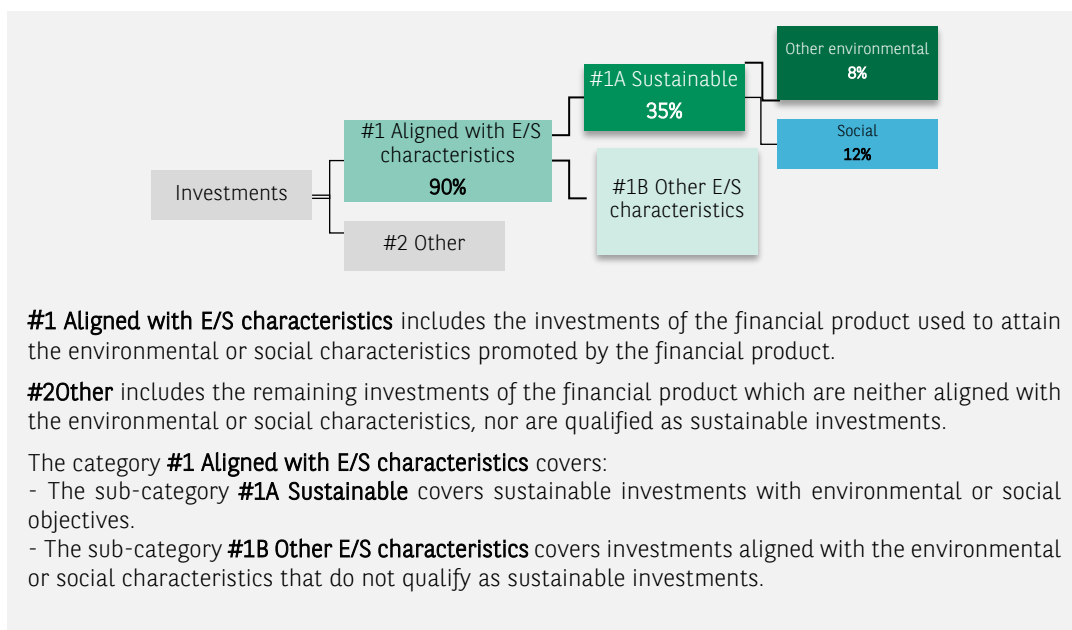 Other environmental
8%
#1A Sustainable
35%
Social
12%
#1 Aligned with E/S
characteristics
90%
Investments
#1B Other E/S
characteristics
#2 Other
#1 Aligned with E/S characteristics includes the investments of the financial product used to attain
the environmental or social characteristics promoted by the financial product.
#2Other includes the remaining investments of the financial product which are neither aligned with
the environmental or social characteristics, nor are qualified as sustainable investments.
The category #1 Aligned with E/S characteristics covers:
- The sub-category #1A Sustainable covers sustainable investments with environmental or social
objectives.
- The sub-category #1B Other E/S characteristics covers investments aligned with the environmental
or social characteristics that do not qualify as sustainable investments.